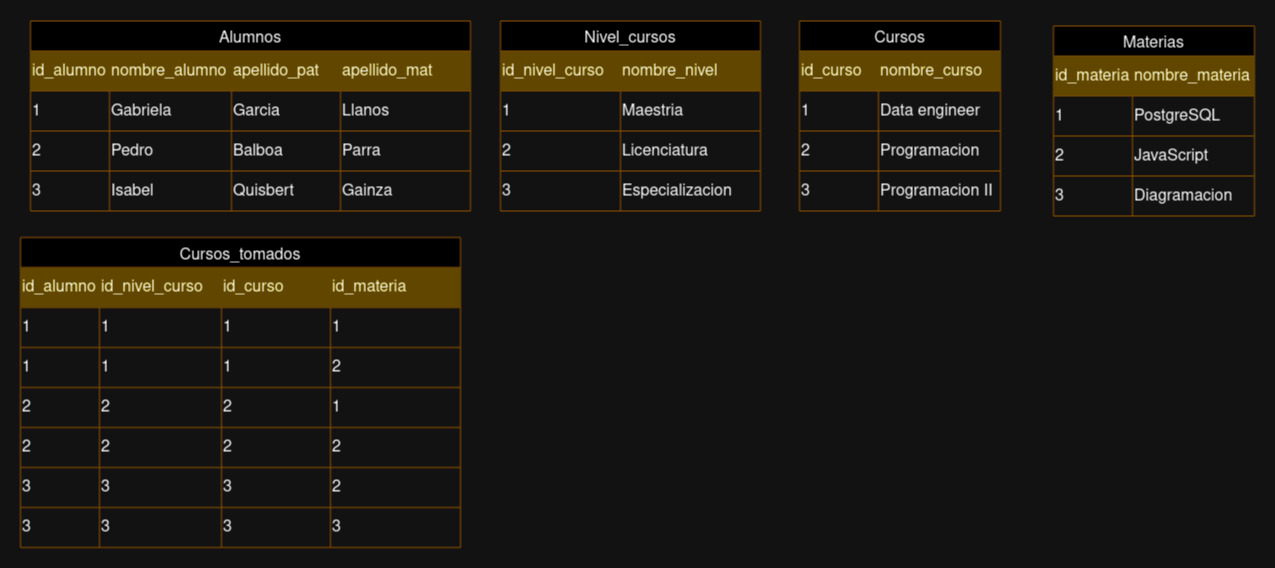 Alumnos
id_alumno nombre_alumno apellido_pat apellido_mat
1 Gabriela Garcia Llanos
2 Pedro Balboa Parra
3 Isabel Quisbert Gainza
Nivel_cursos
id_nivel_curso nombre_nivel
1 Maestria
2 Licenciatura
3 Especializacion
Cursos
id_curso nombre_curso
1 Data engineer
2 Programacion
3 Programacion II
Materias
id_materia nombre_materia
1 PostgreSQL
2 JavaScript
3 Diagramacion
Cursos_tomados
id_alumno id_nivel_curso id_curso id_materia
1 1 1 1
1 1 1 2
2 2 2 1
2 2 2 2
3 3 3 2
3 3 3 3